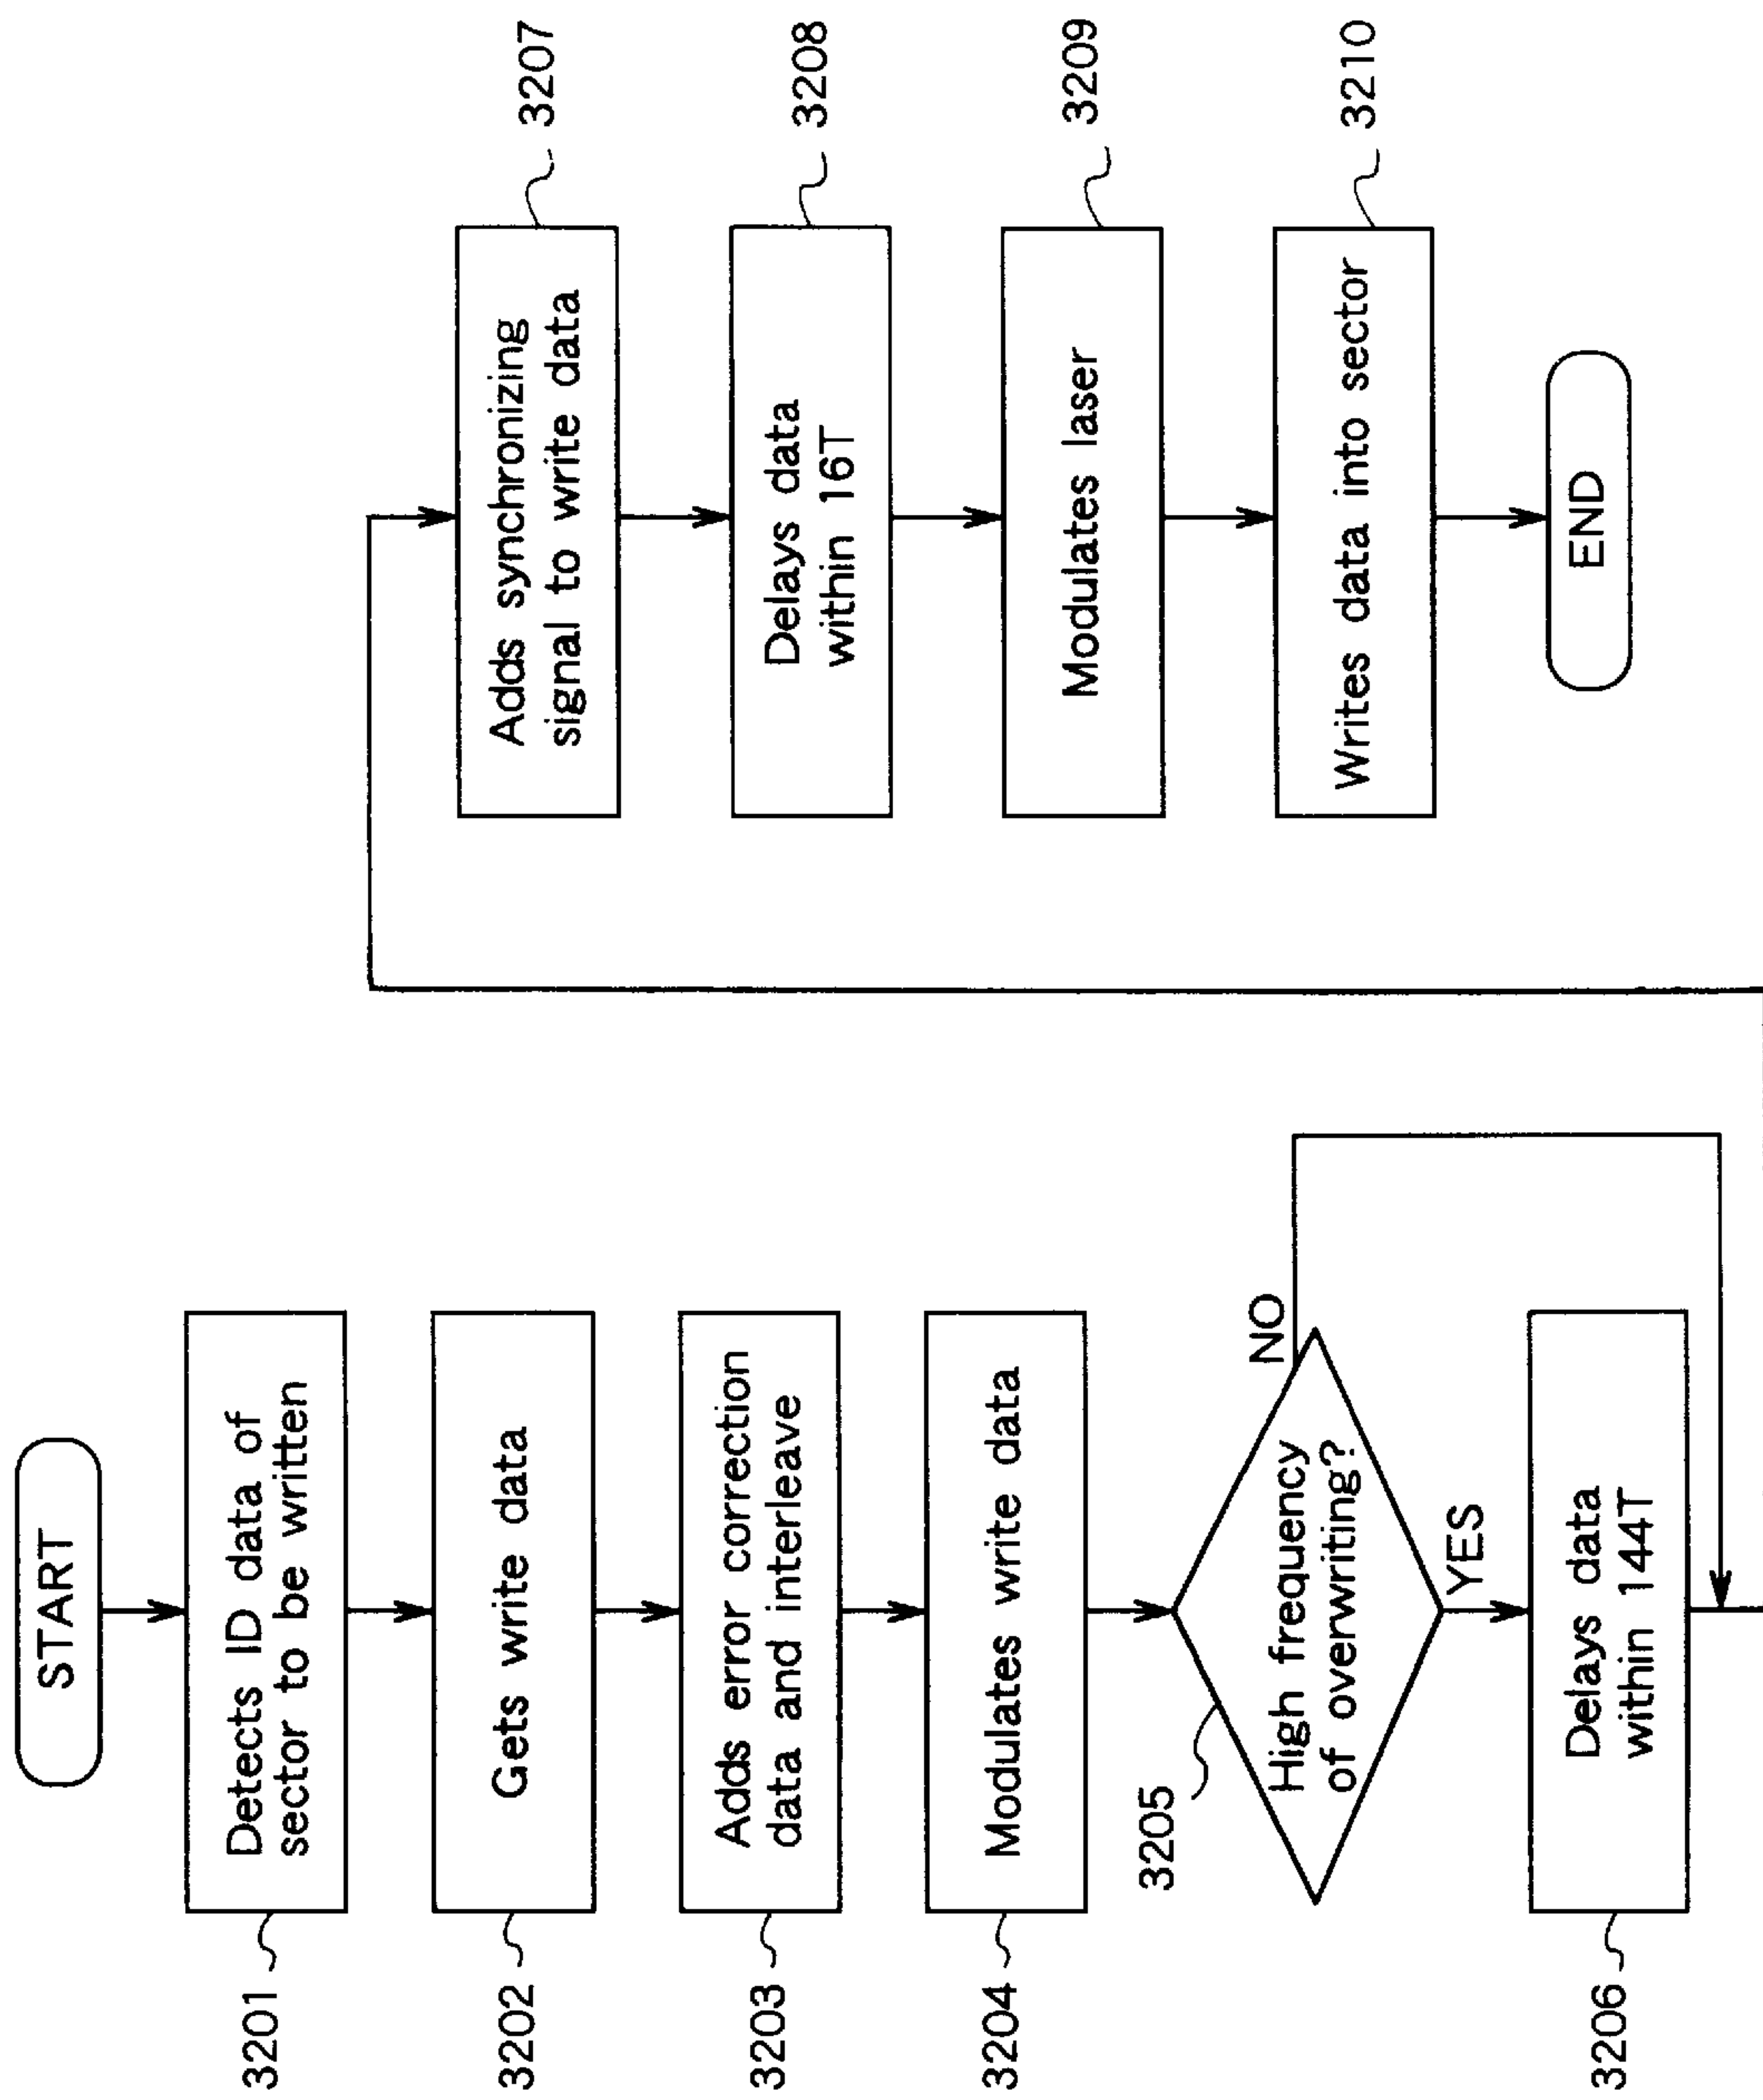 START
Detects ID data of
sector to be written
3201
Gets write data
3202
Adds error correction
data and interleave
3203
Modulates write data
3204
High frequency
of overwriting?
3205
NO
YES
Delays data
within 144T
3206
Adds synchronizing
signal to write data
3207
Delays data
within 16T
3208
Modulates laser
3209
Writes data into sector
3210
END